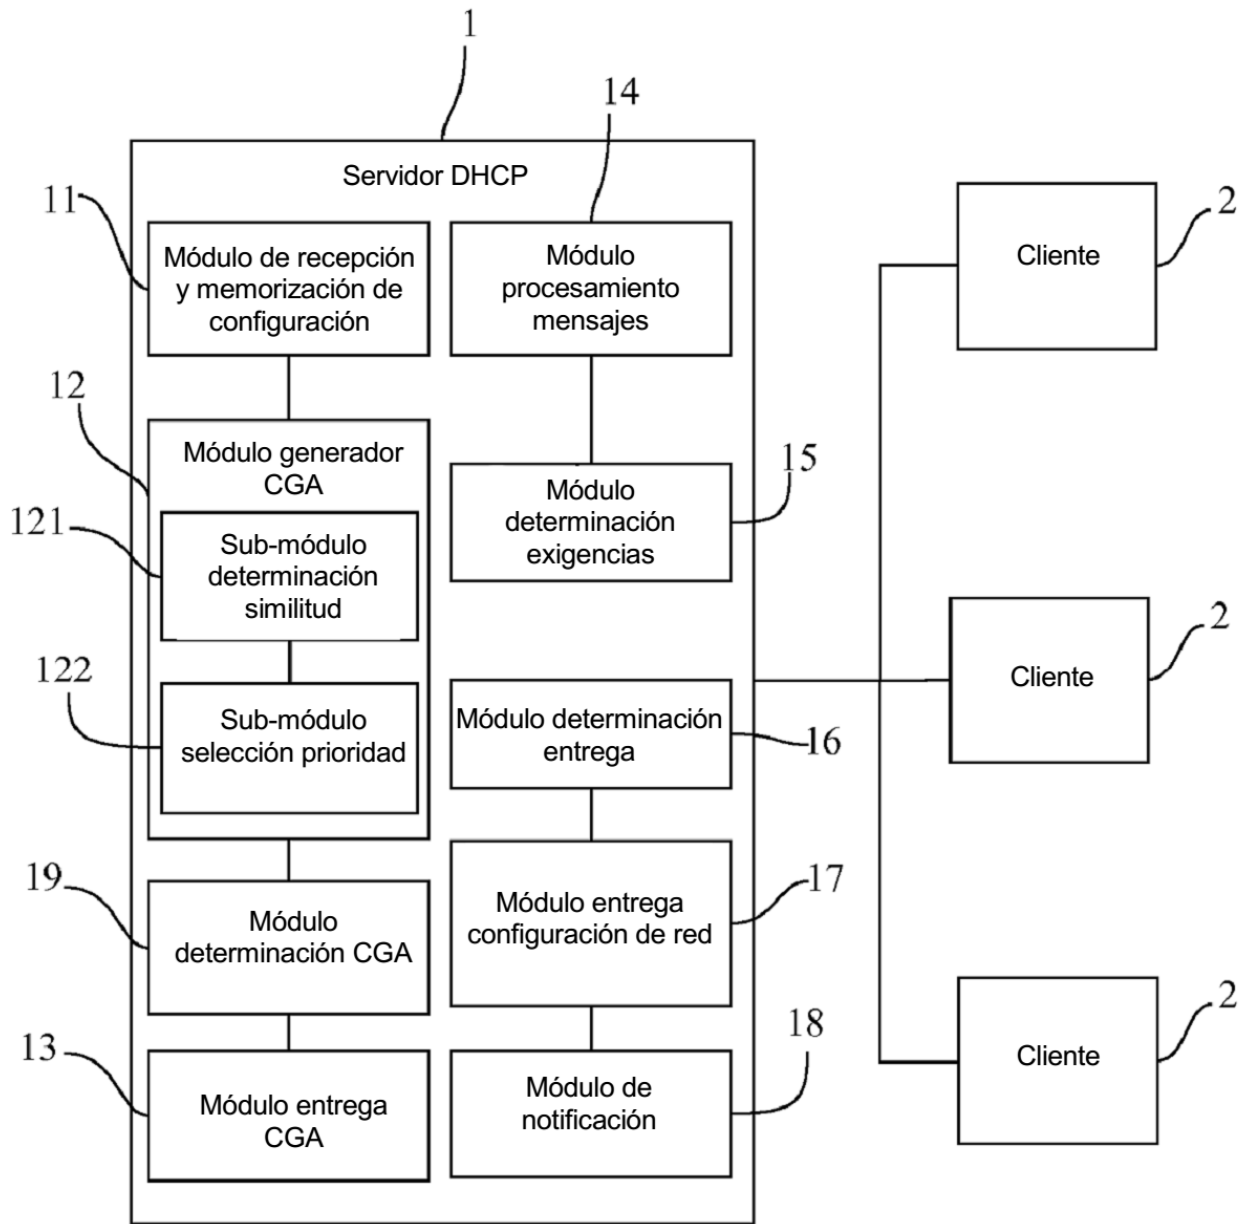 1
14
Servidor DHCP
11
Módulo de recepción
y memorización de
configuración
Módulo
procesamiento
mensajes
Cliente
2
12
Módulo generador
CGA
121
Sub-módulo
determinación
similitud
122
Sub-módulo
selección prioridad
Módulo
determinación
exigencias
15
Módulo determinación
entrega
16
Cliente
2
19
Módulo
determinación CGA
Módulo entrega
configuración de red
17
13
Módulo entrega
CGA
Módulo de
notificación
18
Cliente
2